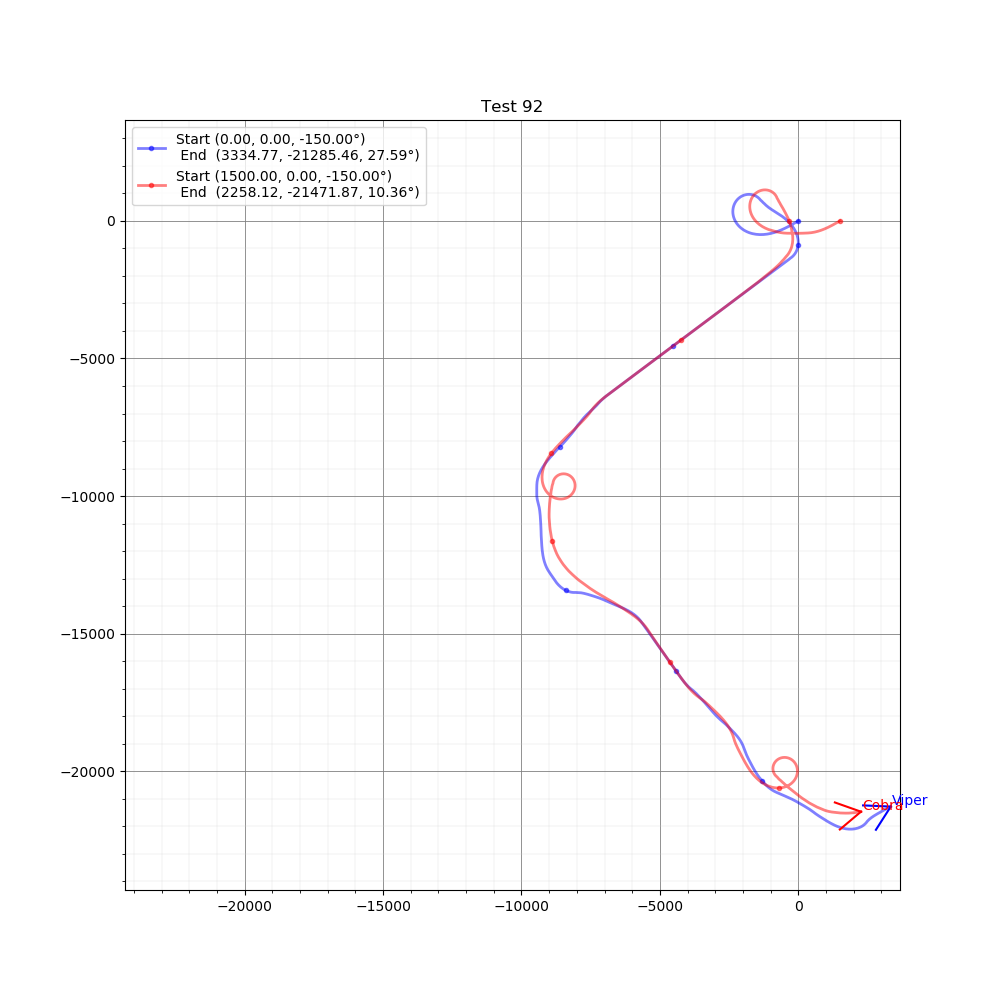 Test 92
Start (0.00, 0.00, -150.00°)
End  (3334.77, -21285.46, 27.59°)
Start (1500.00, 0.00, -150.00°)
End  (2258.12, -21471.87, 10.36°)
0
−5000
−10000
−15000
−20000
Viper
Cobra
−20000
−15000
−10000
−5000
0